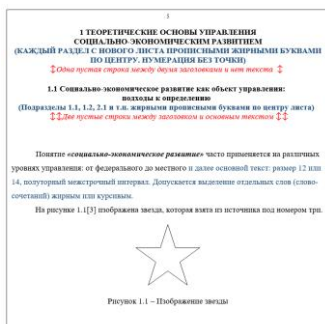 5
1 ТЕОРЕТИЧЕСКИЕ ОСНОВЫ УПРАВЛЕНИЯ
СОЦИАЛЬНО-ЭКОНОМИЧЕСКИМ РАЗВИТИЕМ
(КАЖДЫЙ РАЗДЕЛ С НОВОГО ЛИСТА ПРОПИСНЫМИ ЖИРНЫМИ БУКВАМИ
ПО ЦЕНТРУ. НУМЕРАЦИЯ БЕЗ ТОЧКИ)
↕Одна пустая строка между двумя заголовками и нет текста ↕
1.1 Социально-экономическое развитие как объект управления:
подходы к определению
(Подразделы 1.1, 1.2, 2.1 и т.п. жирными прописными буквами по центру листа)
↕↕Две пустые строки между заголовком и основным текстом ↕↕
Понятие «социально-экономическое развитие» часто применяется на различных
уровнях управления: от федерального до местного и далее основной текст: размер 12 или
14, полуторный межстрочный интервал. Допускается выделение отдельных слов (слово-
сочетаний) жирным или курсивым.
На рисунке 1.1[3] изображена звезда, которая взята из источника под номером три.
Рисунок 1.1 – Изображение звезды